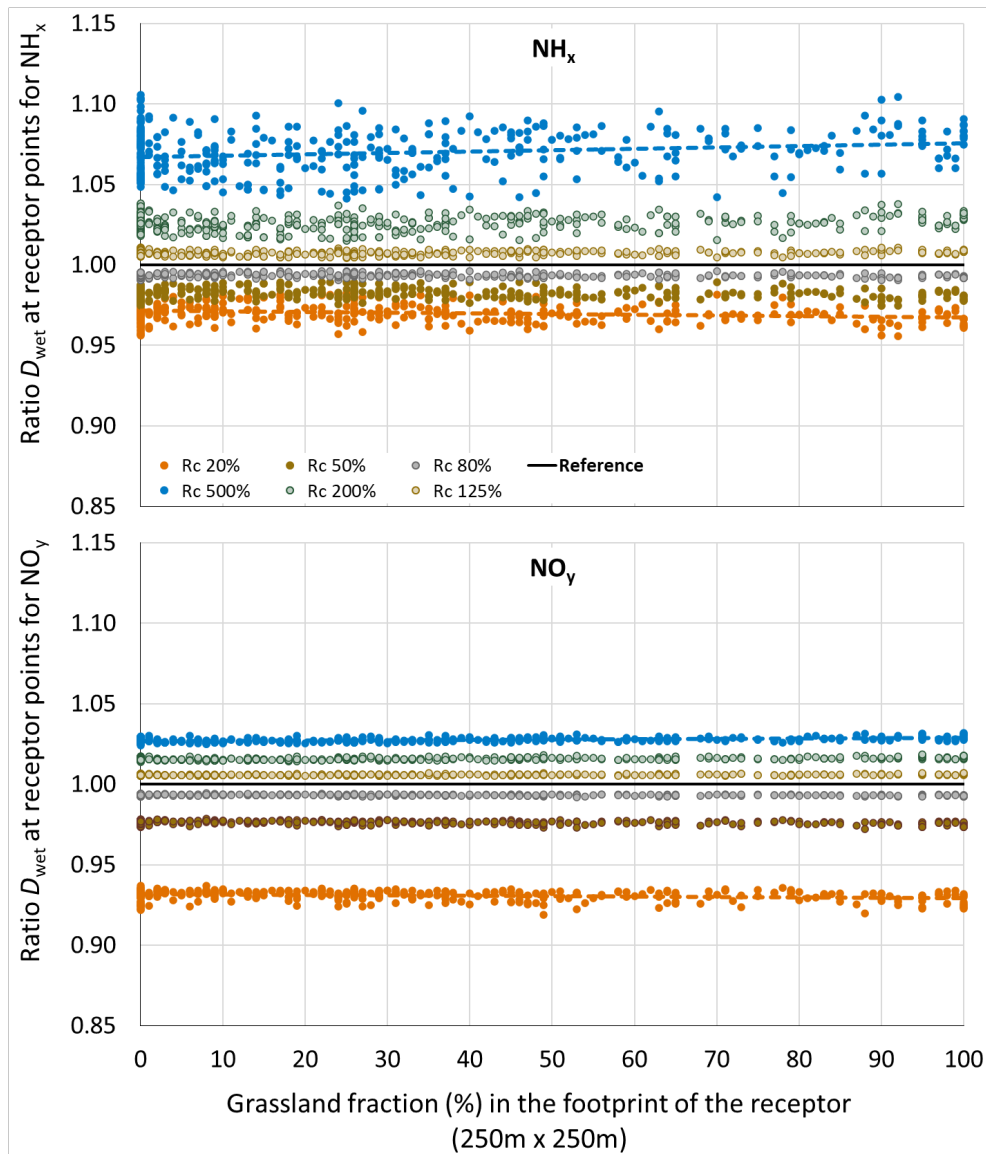 NHx
Ratio Dwet at receptor points for NHx
1.15
1.10
1.05
1.00
0.95
0.90
0.85
Rc 20% Rc 50% Rc 80% Reference
Rc 500% Rc 200% Rc 125%
NOy
Ratio Dwet at receptor points for NOy
1.15
1.10
1.05
1.00
0.95
0.90
0.85
0 10 20 30 40 50 60 70 80 90 100
Grassland fraction (%) in the footprint of the receptor
(250m x 250m)